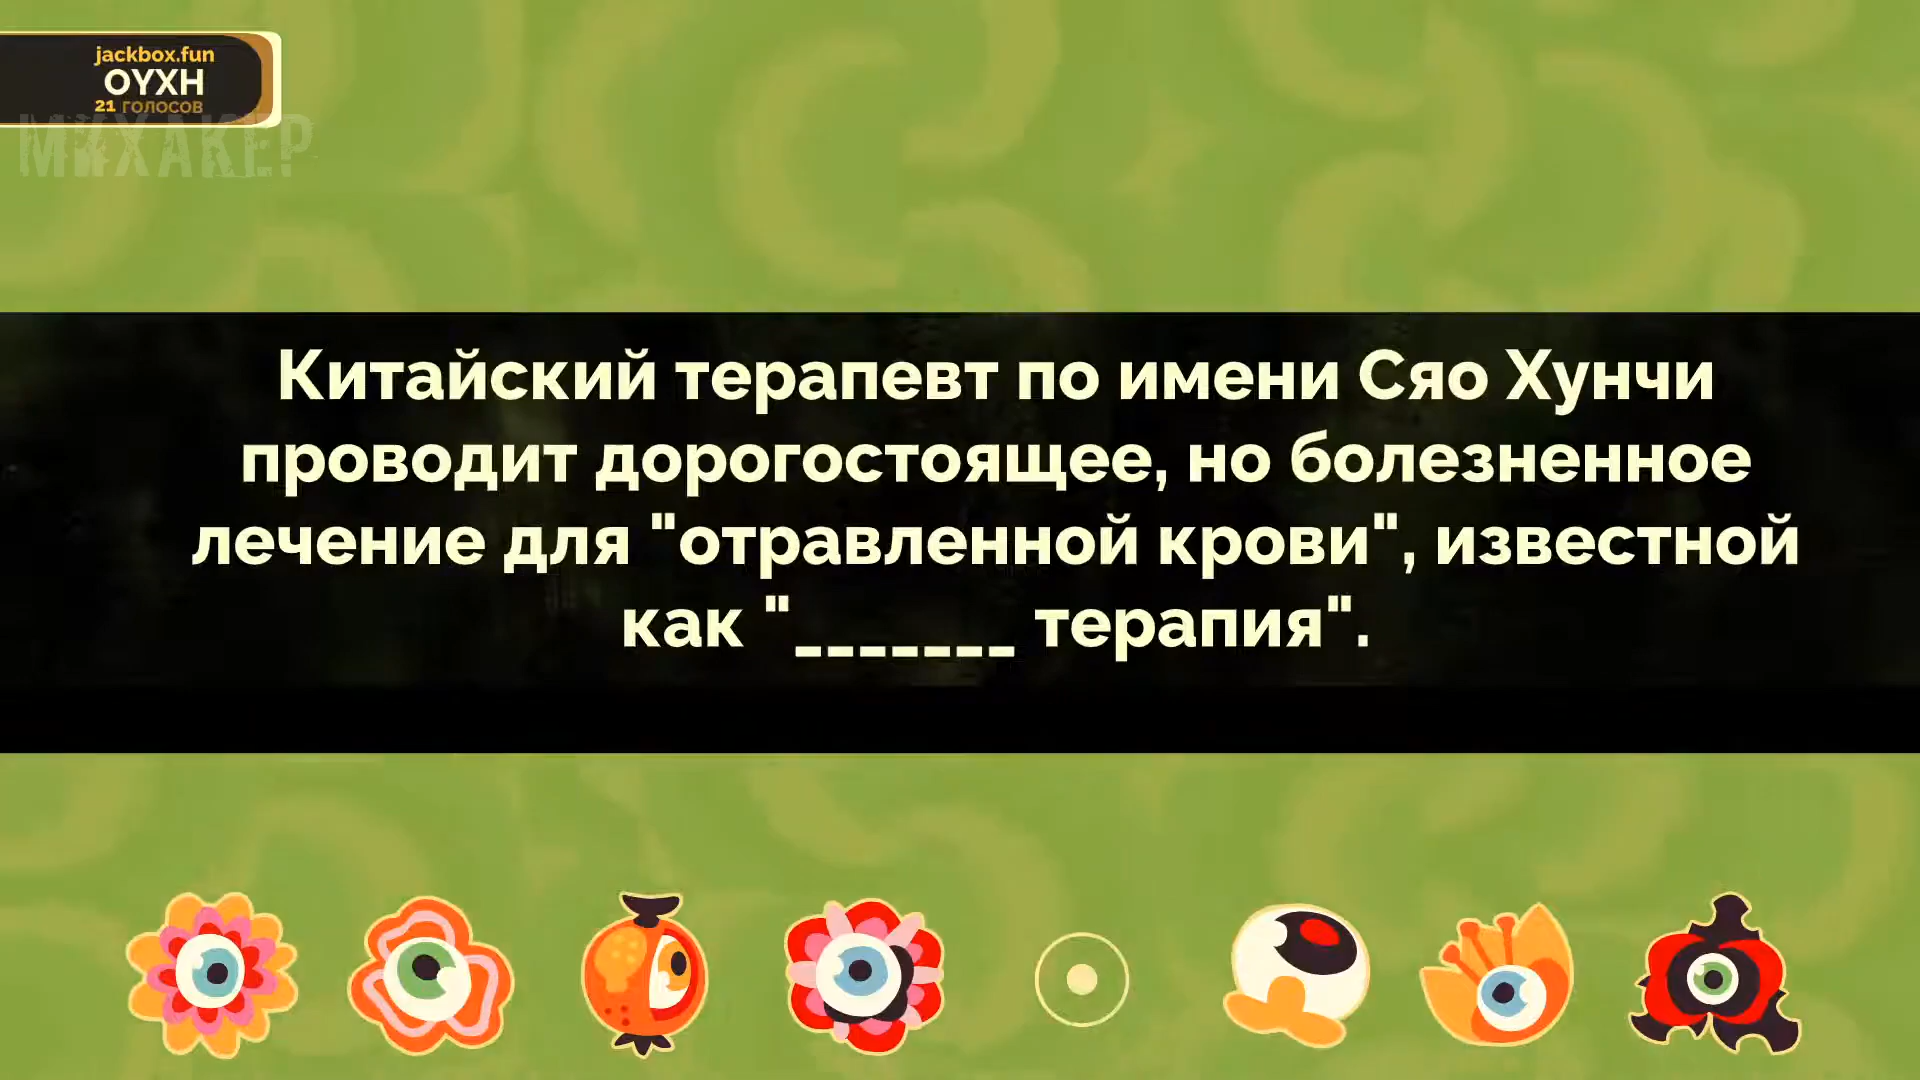 jackbox.fun
OYXH
21 ГОЛОСОВ
МИХАКЕР
Китайский терапевт по имени Сяо Хунчи
проводит дорогостоящее, но болезненное
лечение для "отравленной крови", известной
как "_______ терапия".